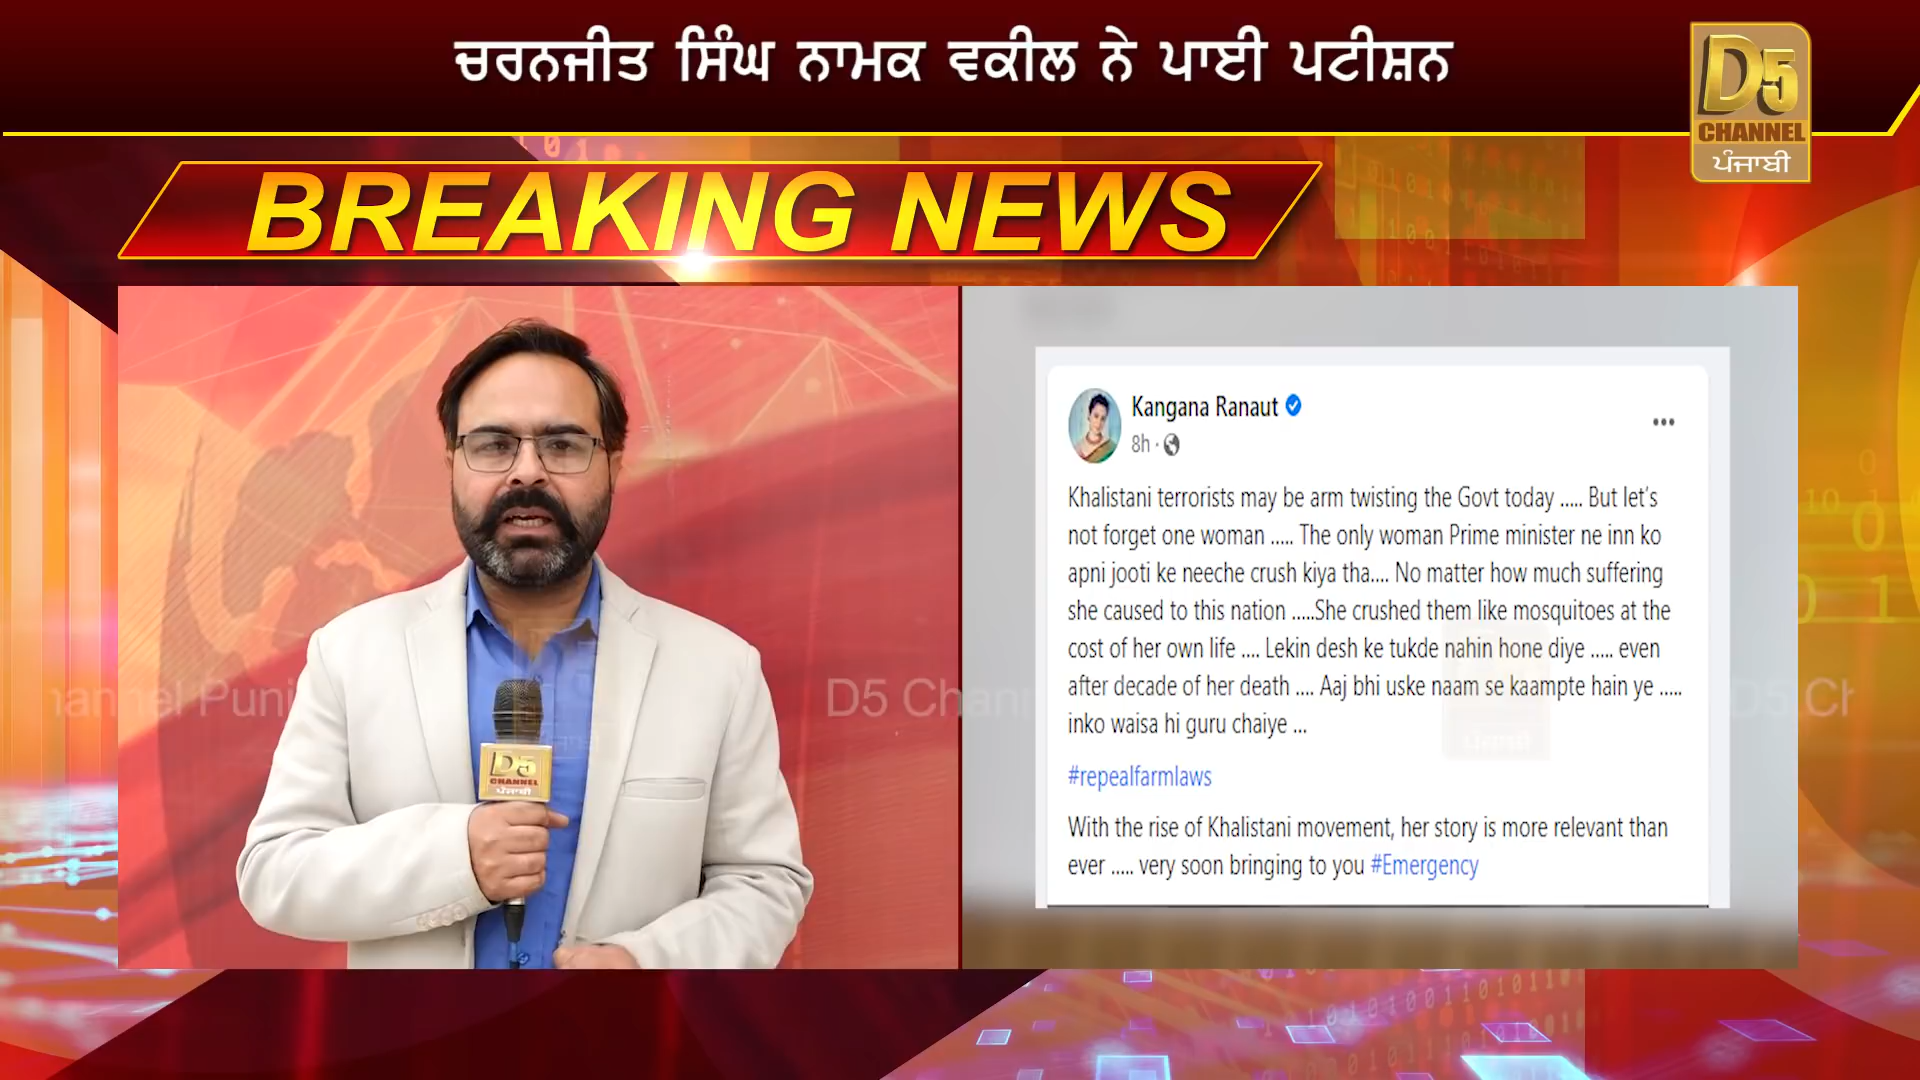 ਚਰਨਜੀਤ ਸਿੰਘ ਨਾਮਕ ਵਕੀਲ ਨੇ ਪਾਈ ਪਟੀਸ਼ਨ
D5
CHANNEL
ਪੰਜਾਬੀ
BREAKING NEWS
Kangana Ranaut
8h
Khalistani terrorists may be arm twisting the Govt today ..... But let's
not forget one woman ..... The only woman Prime minister ne inn ko
apni jooti ke neeche crush kiya tha.... No matter how much suffering
she caused to this nation .....She crushed them like mosquitoes at the
cost of her own life .... Lekin desh ke tukde nahin hone diye ..... even
after decade of her death .... Aaj bhi uske naam se kaampte hain ye .....
inko waisa hi guru chaiye ...
#repealfarmlaws
With the rise of Khalistani movement, her story is more relevant than
ever ..... very soon bringing to you #Emergency
D5
CHANNEL
ਪੰਜਾਬੀ